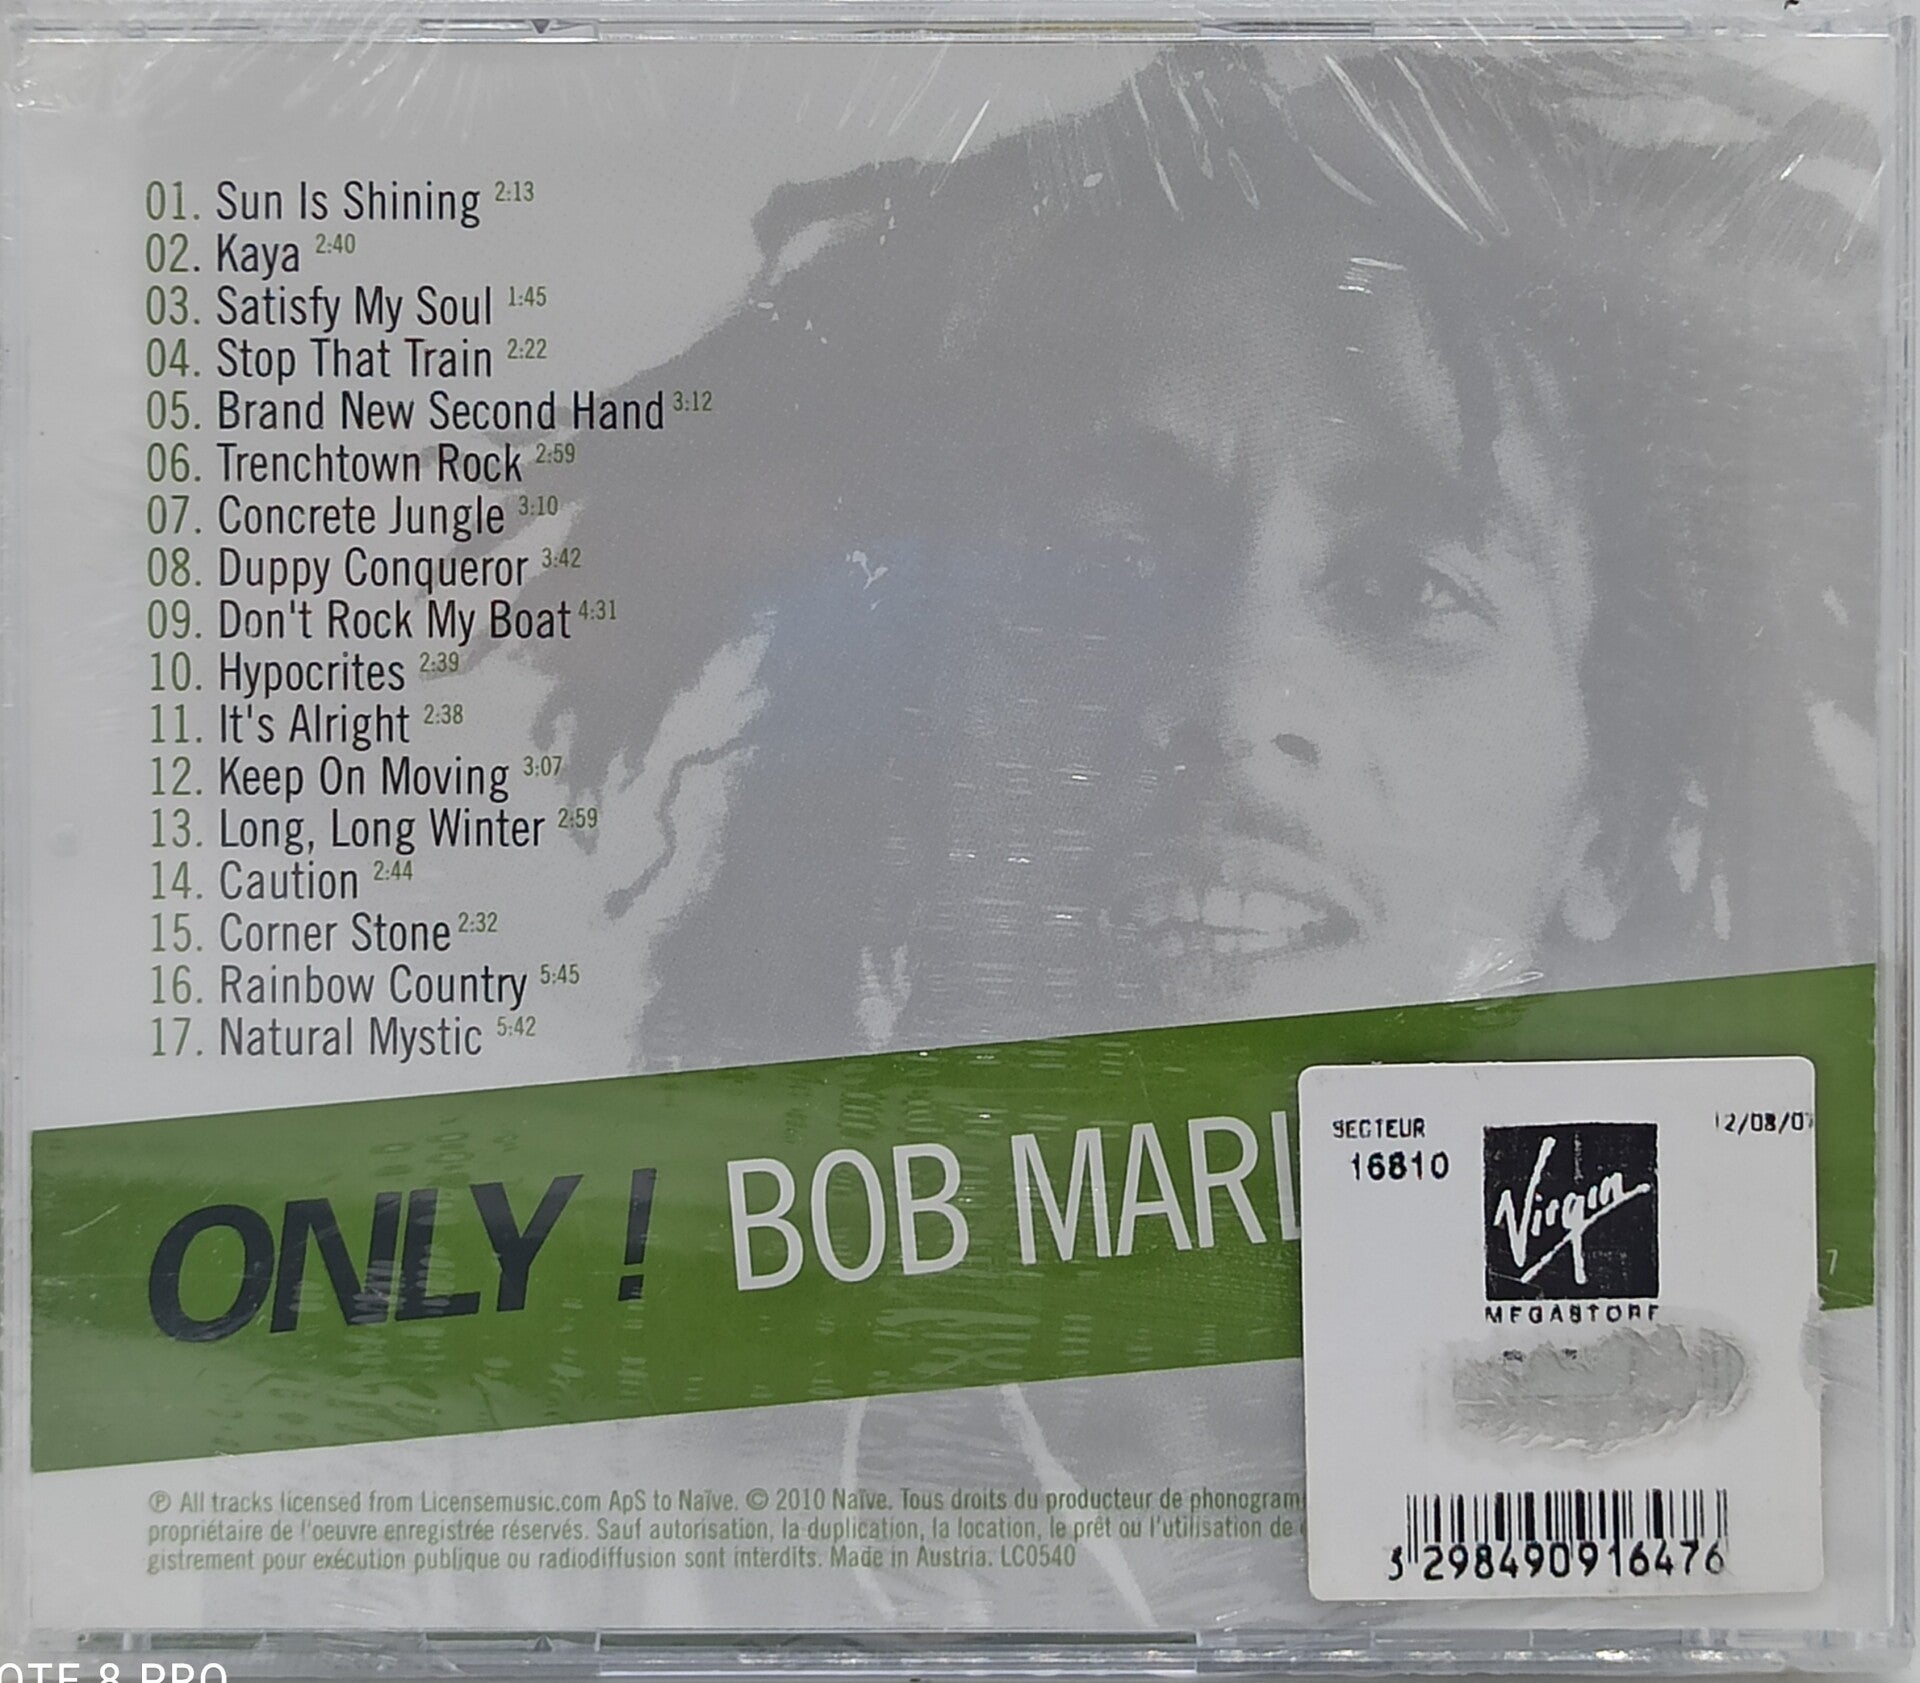 01. Sun Is Shining 2:13
02. Kaya 2:40
03. Satisfy My Soul 1:45
04. Stop That Train 2:22
05. Brand New Second Hand 3:12
06. Trenchtown Rock 2:59
07. Concrete Jungle 3:10
08. Duppy Conqueror 3:42
09. Don't Rock My Boat 4:31
10. Hypocrites 2:39
11. It's Alright 2:38
12. Keep On Moving 3:07
13. Long, Long Winter 2:59
14. Caution 2:44
15. Corner Stone 2:32
16. Rainbow Country 5:45
17. Natural Mystic 5:42
ONLY ! BOB MARL
7
SECTEUR
16810
12/08/0
Virgin
MEGASTORE
3 298490 916476
℗ All tracks licensed from Licensemusic.com ApS to Naïve. © 2010 Naïve. Tous droits du producteur de phonogram
propriétaire de l'oeuvre enregistrée réservés. Sauf autorisation, la duplication, la location, le prêt ou l'utilisation de
gistrement pour exécution publique ou radiodiffusion sont interdits. Made in Austria. LC0540
OTE 8 PRO